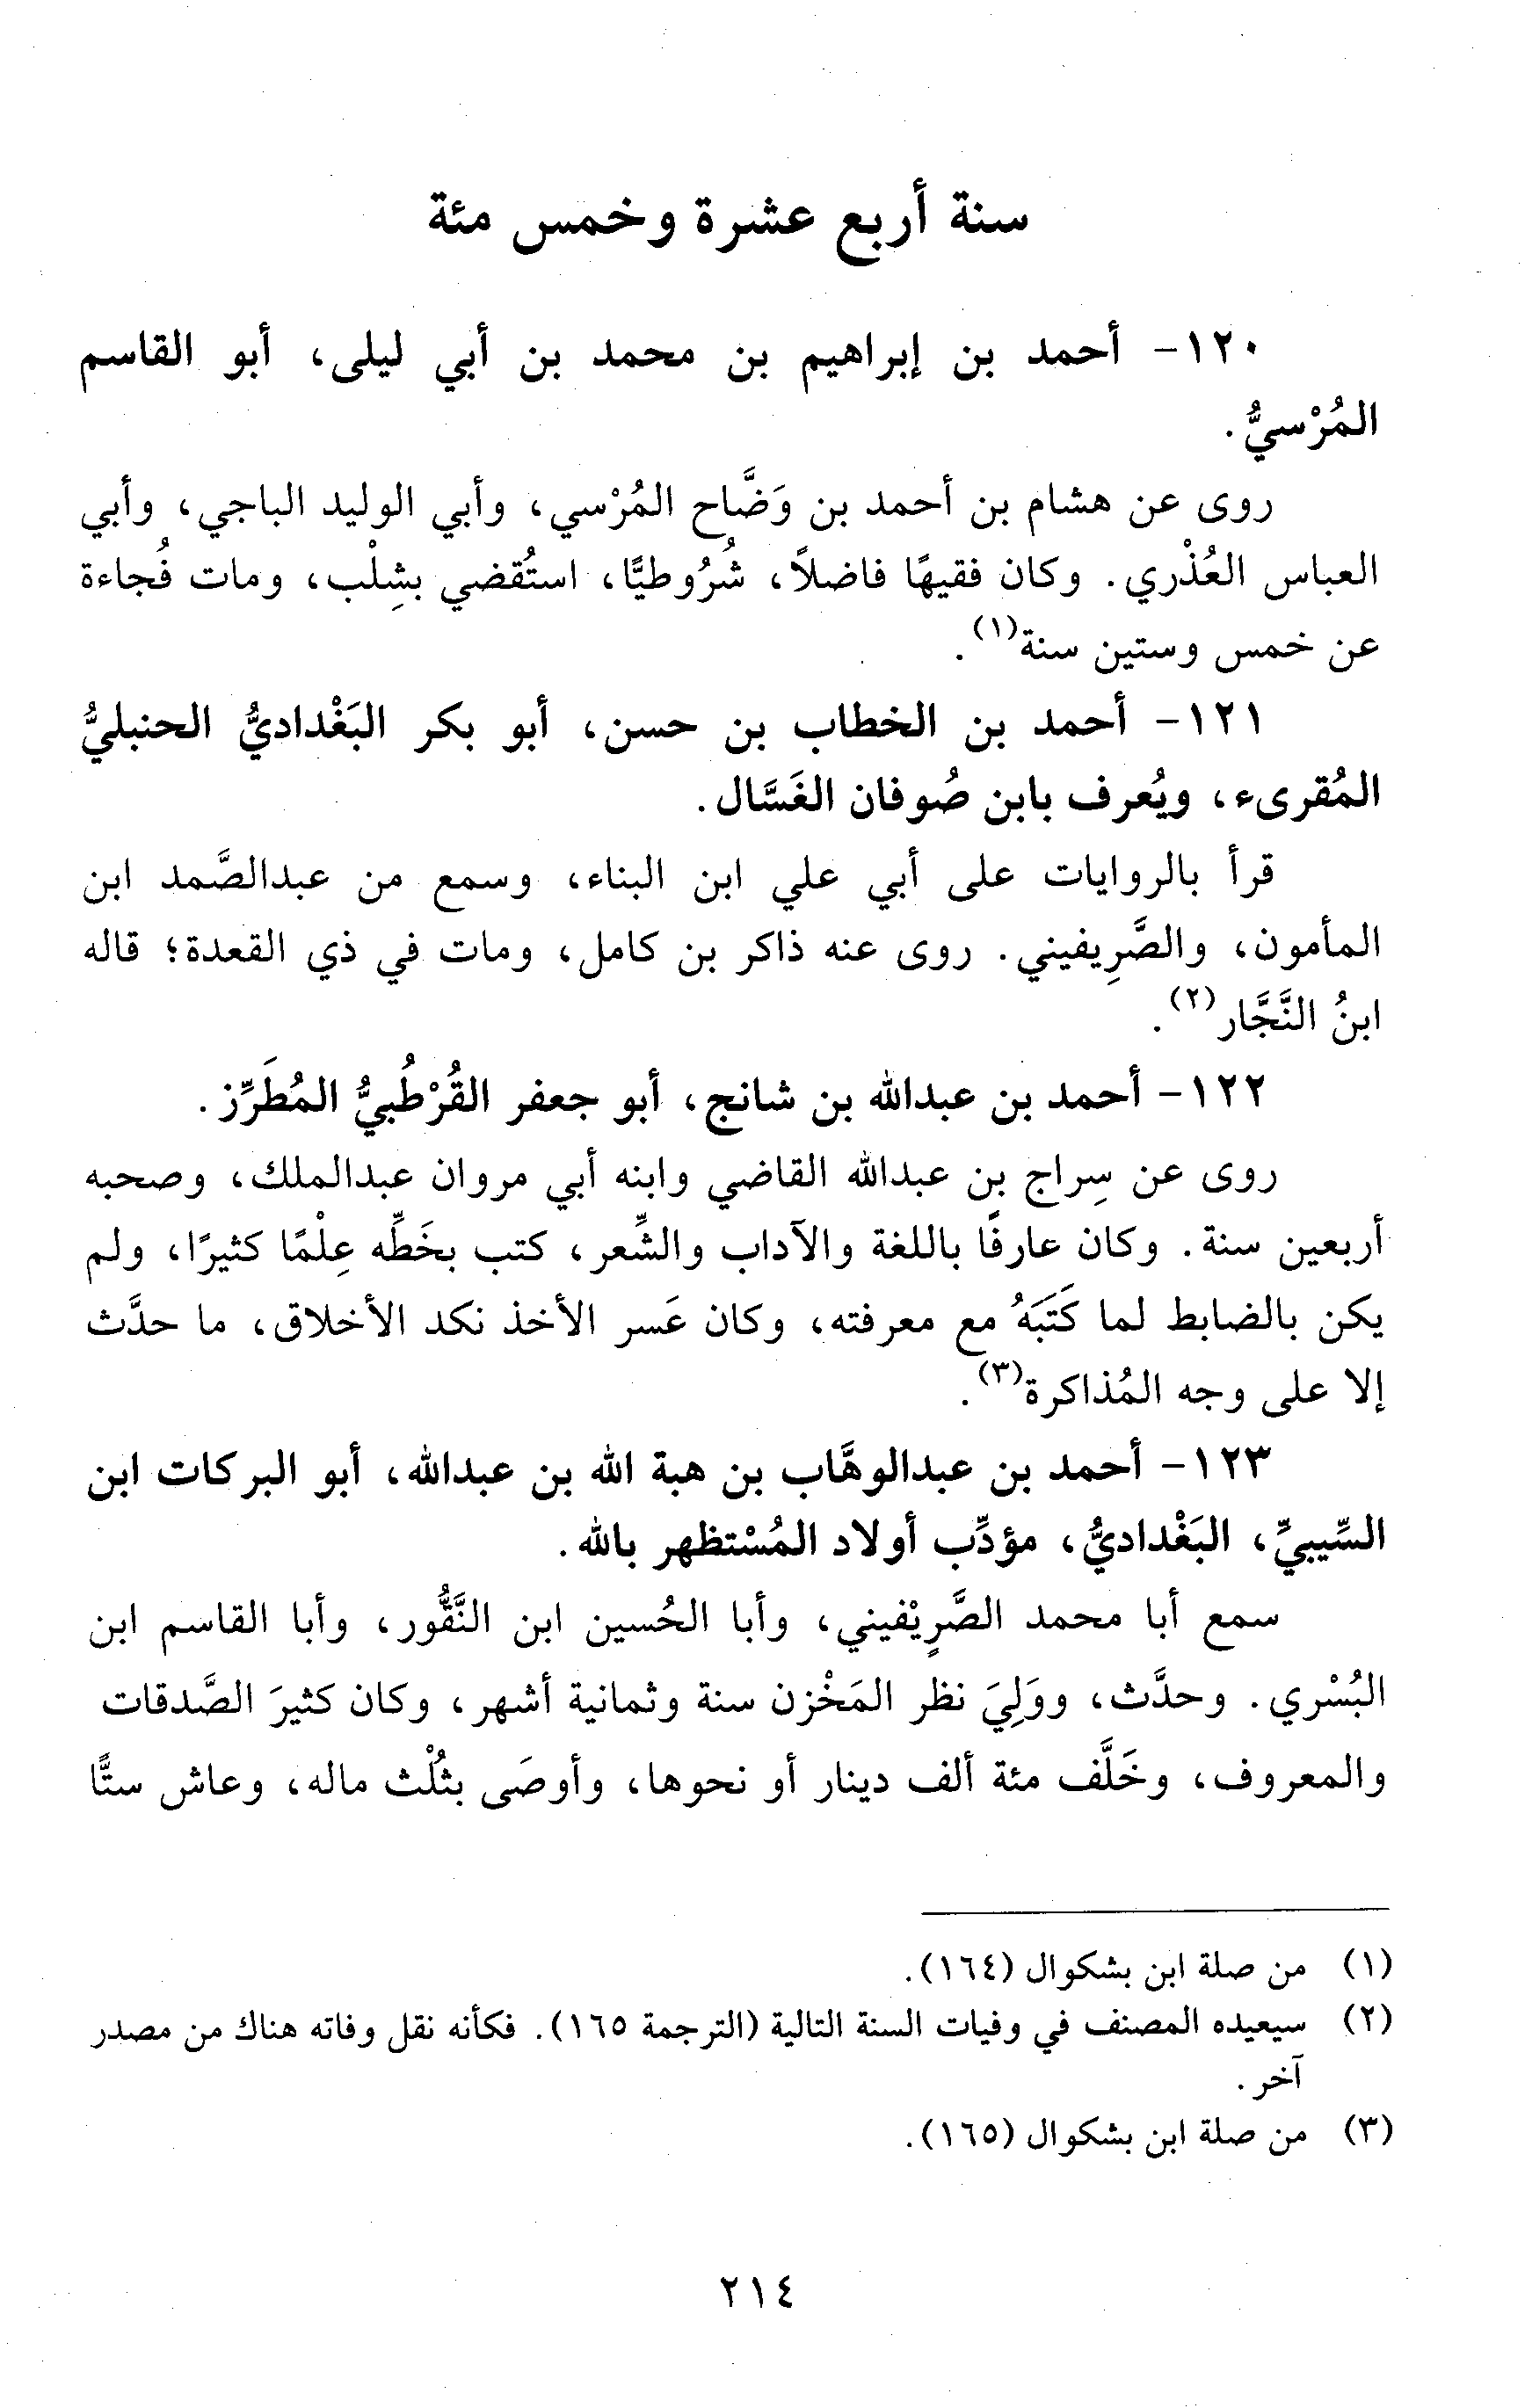 سنة أربع عشرة وخمس مئة
١٢٠- أحمد بن إبراهيم بن محمد بن أبي ليلى، أبو القاسم
المُرْسيُّ.
روى عن هشام بن أحمد بن وَضَّاح المُرْسي، وأبي الوليد الباجي، وأبي
العباس العُذْري. وكان فقيهًا فاضلاً، شُرُوطيًّا، استُقضي بشِلْب، ومات فُجاءة
عن خمس وستين سنة(١).
١٢١- أحمد بن الخطاب بن حسن، أبو بكر البَغْداديُّ الحنبليُّ
المُقرىء، ويُعرف بابن صُوفان الغَسَّال.
قرأ بالروايات على أبي علي ابن البناء، وسمع من عبدالصَّمد ابن
المأمون، والصَّرِيفيني. روى عنه ذاكر بن كامل، ومات في ذي القعدة؛ قاله
ابنُ النَّجَّار(٢).
١٢٢- أحمد بن عبدالله بن شانج، أبو جعفر القُرْطُبيُّ المُطَرِّز.
روى عن سِراج بن عبدالله القاضي وابنه أبي مروان عبدالملك، وصحبه
أربعين سنة. وكان عارفًا باللغة والآداب والشِّعر، كتب بخَطِّه عِلْمًا كثيرًا، ولم
يكن بالضابط لما كَتَبَهُ مع معرفته، وكان عَسر الأخذ نكد الأخلاق، ما حدَّث
إلا على وجه المُذاكرة(٣).
١٢٣- أحمد بن عبدالوهَّاب بن هبة الله بن عبدالله، أبو البركات ابن
السِّيبيِّ، البَغْداديُّ، مؤدِّب أولاد المُسْتظهر بالله.
سمع أبا محمد الصَّرِيْفيني، وأبا الحُسين ابن النَّقُّور، وأبا القاسم ابن
البُسْري. وحدَّث، ووَلِيَ نظر المَخْزن سنة وثمانية أشهر، وكان كثيرَ الصَّدقات
والمعروف، وخَلَّف مئة ألف دينار أو نحوها، وأوصَى بثُلْث ماله، وعاش ستًّا
(١) من صلة ابن بشكوال (١٦٤).
(٢) سيعيده المصنف في وفيات السنة التالية (الترجمة ١٦٥). فكأنه نقل وفاته هناك من مصدر
آخر.
(٣) من صلة ابن بشكوال (١٦٥).
٢١٤